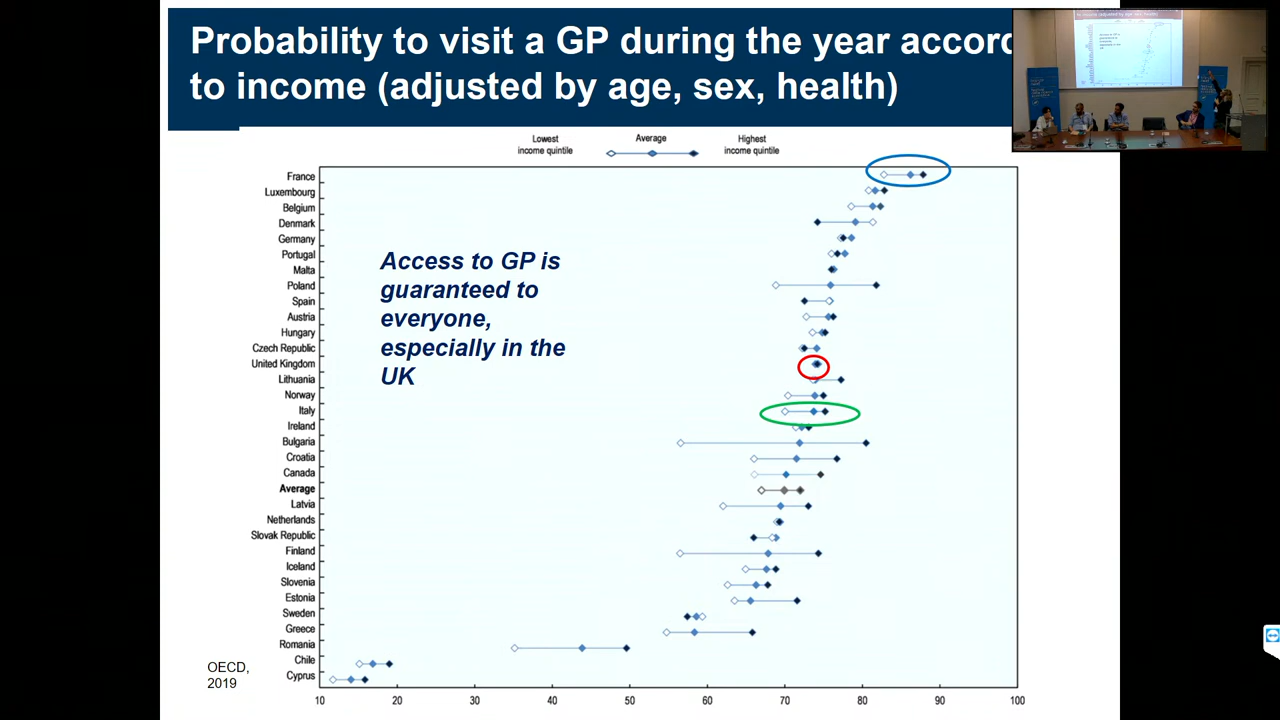 Probability to visit a GP during the year accord
to income (adjusted by age, sex, health)
Lowest
income quintile
Average
Highest
income quintile
France
Luxembourg
Belgium
Denmark
Germany
Portugal
Malta
Poland
Spain
Austria
Hungary
Czech Republic
United Kingdom
Lithuania
Norway
Italy
Ireland
Bulgaria
Croatia
Canada
Average
Latvia
Netherlands
Slovak Republic
Finland
Iceland
Slovenia
Estonia
Sweden
Greece
Romania
Chile
Cyprus
Access to GP is
guaranteed to
everyone,
especially in the
UK
OECD,
2019
10 20 30 40 50 60 70 80 90 100